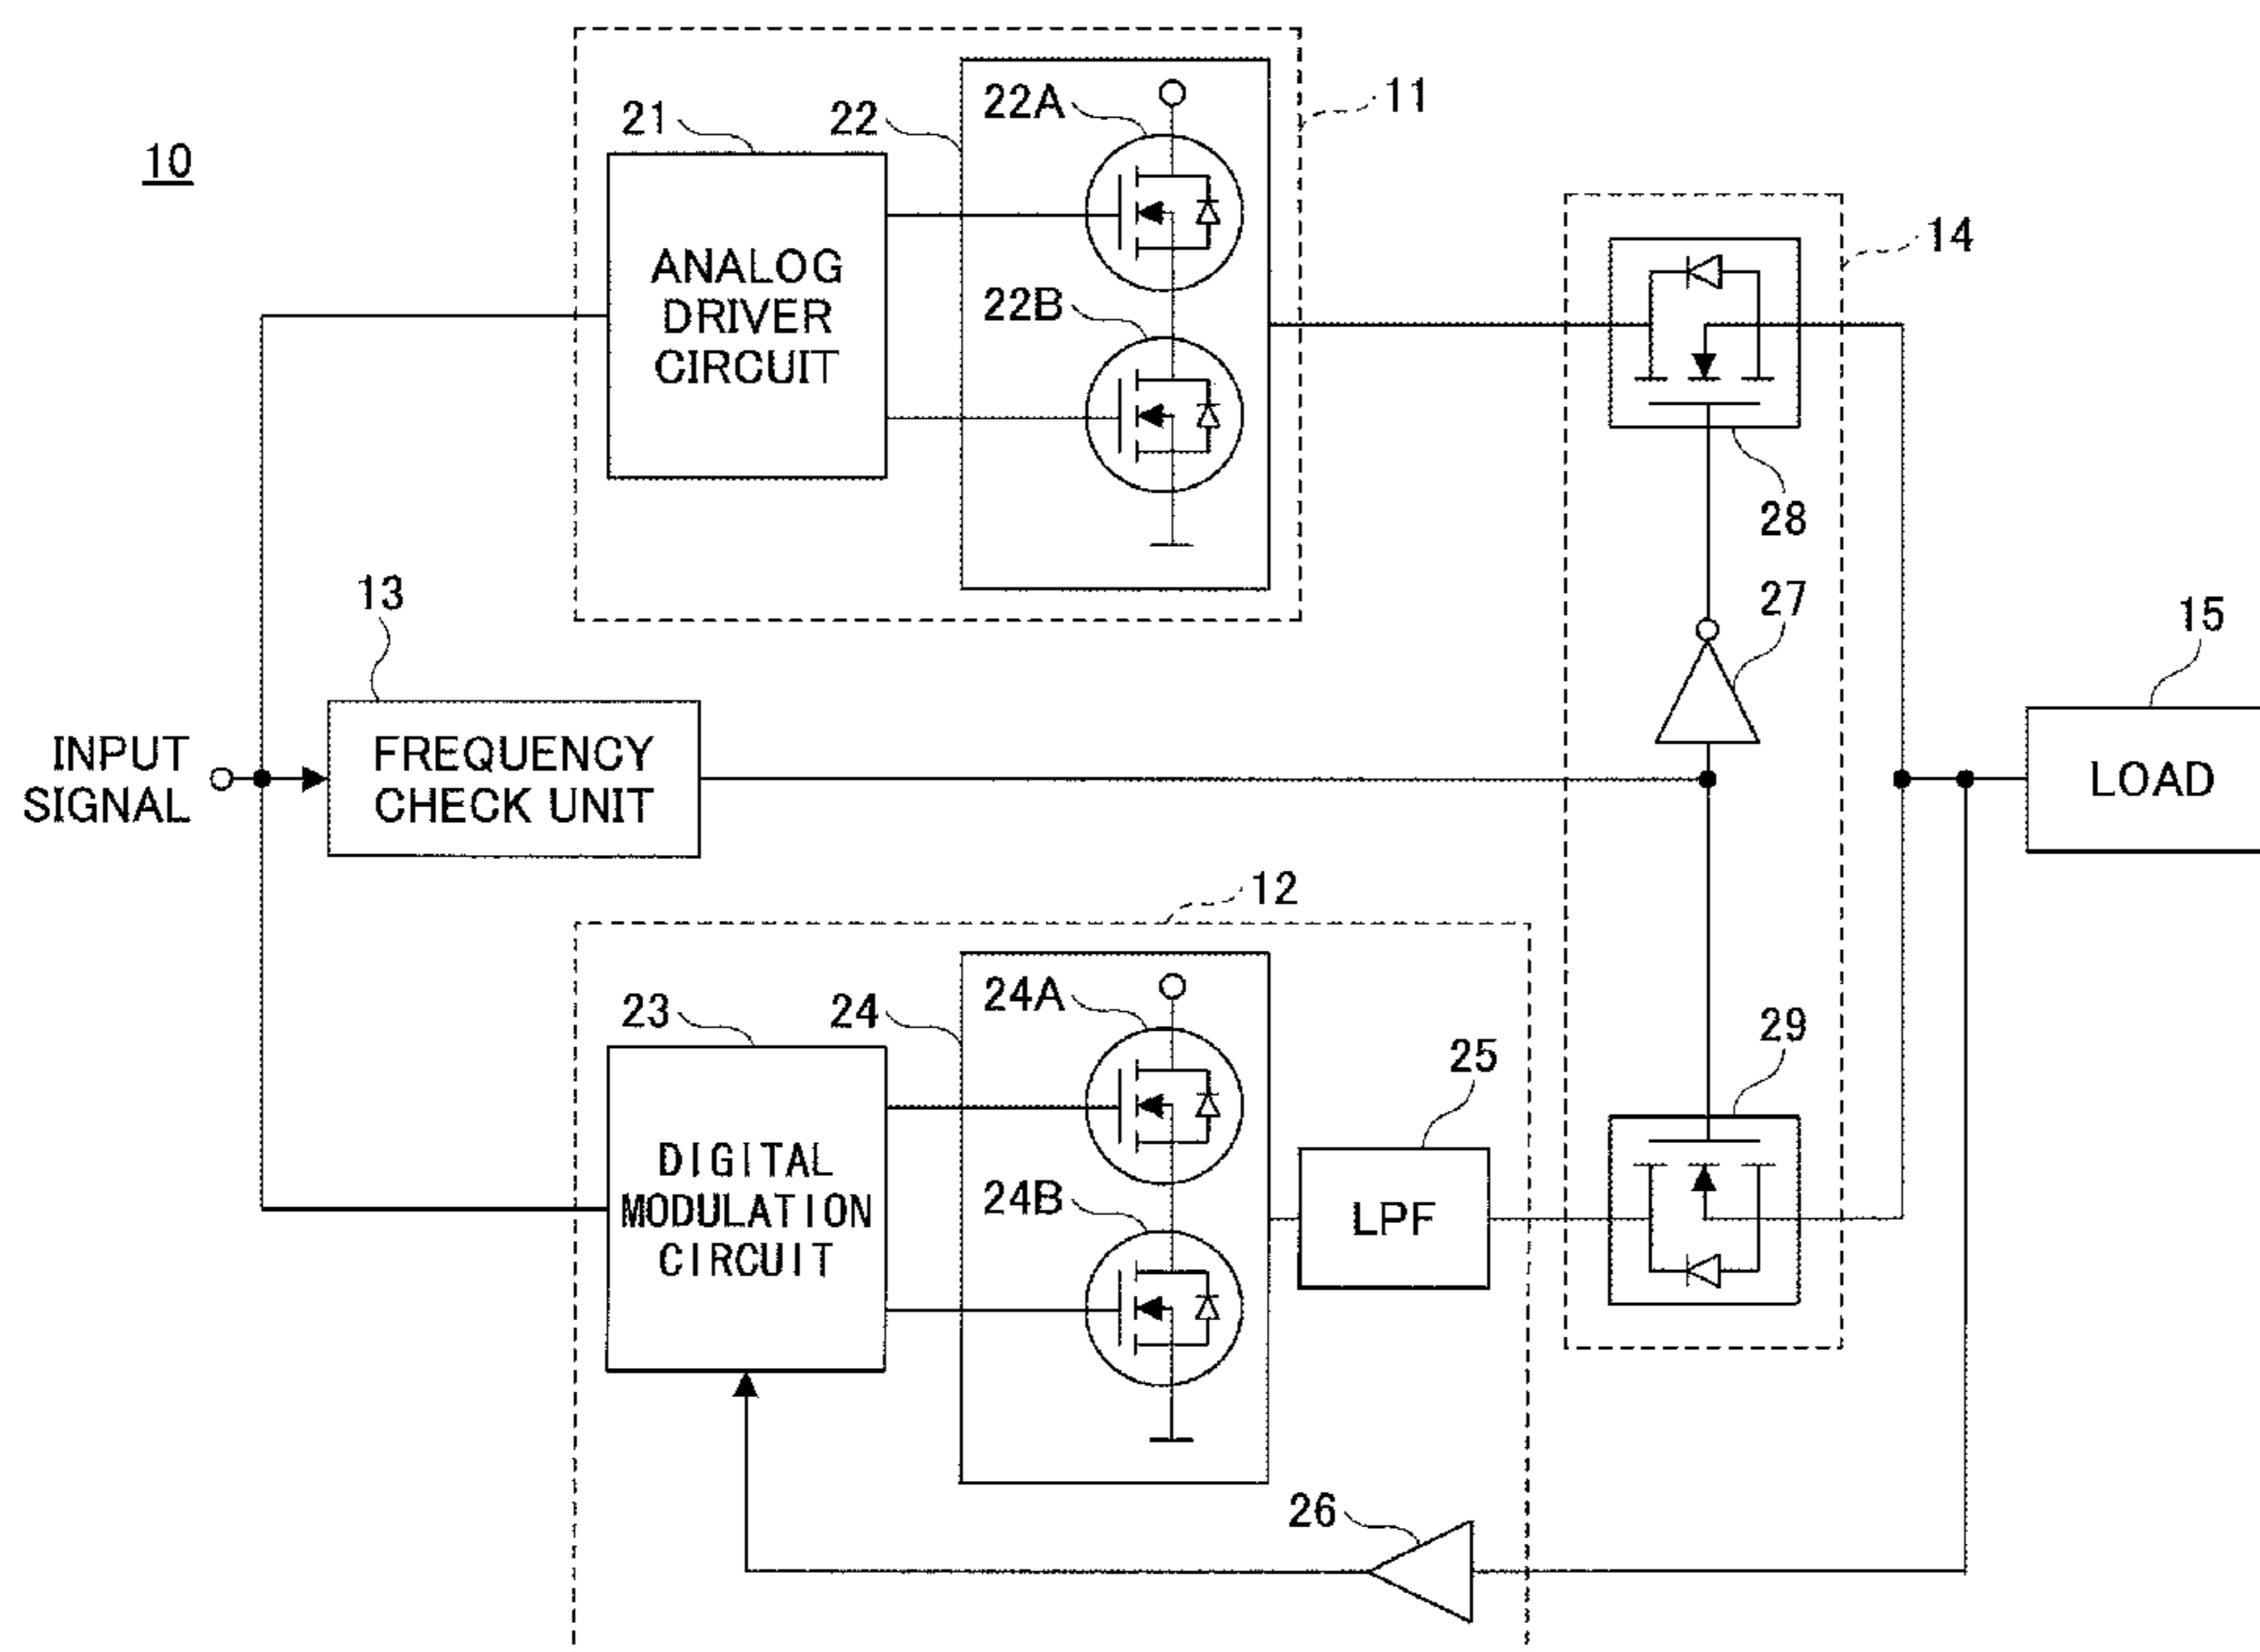 10
11
21
22
22A
22B
ANALOG
DRIVER
CIRCUIT
14
28
27
13
15
INPUT
SIGNAL
FREQUENCY
CHECK UNIT
LOAD
12
23
24
24A
24B
25
29
DIGITAL
MODULATION
CIRCUIT
LPF
26